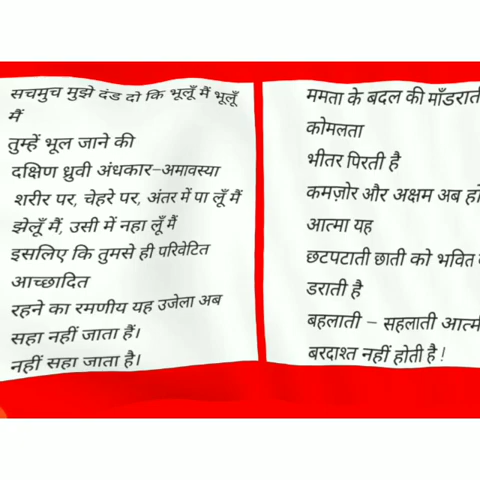 सचमुच मुझे दंड दो कि भूलूँ मैं भूलूँ
मैं
तुम्हें भूल जाने की
दक्षिण ध्रुवी अंधकार-अमावस्या
शरीर पर, चेहरे पर, अंतर में पा लूँ मैं
झेलूँ मैं, उसी में नहा लूँ मैं
इसलिए कि तुमसे ही परिवेटित
आच्छादित
रहने का रमणीय यह उजेला अब
सहा नहीं जाता हैं।
नहीं सहा जाता है।
ममता के बदल की माँडराती
कोमलता
भीतर पिरती है
कमज़ोर और अक्षम अब हो
आत्मा यह
छटपटाती छाती को भवित
डराती है
बहलाती – सहलाती आत्मी
बरदाश्त नहीं होती है !